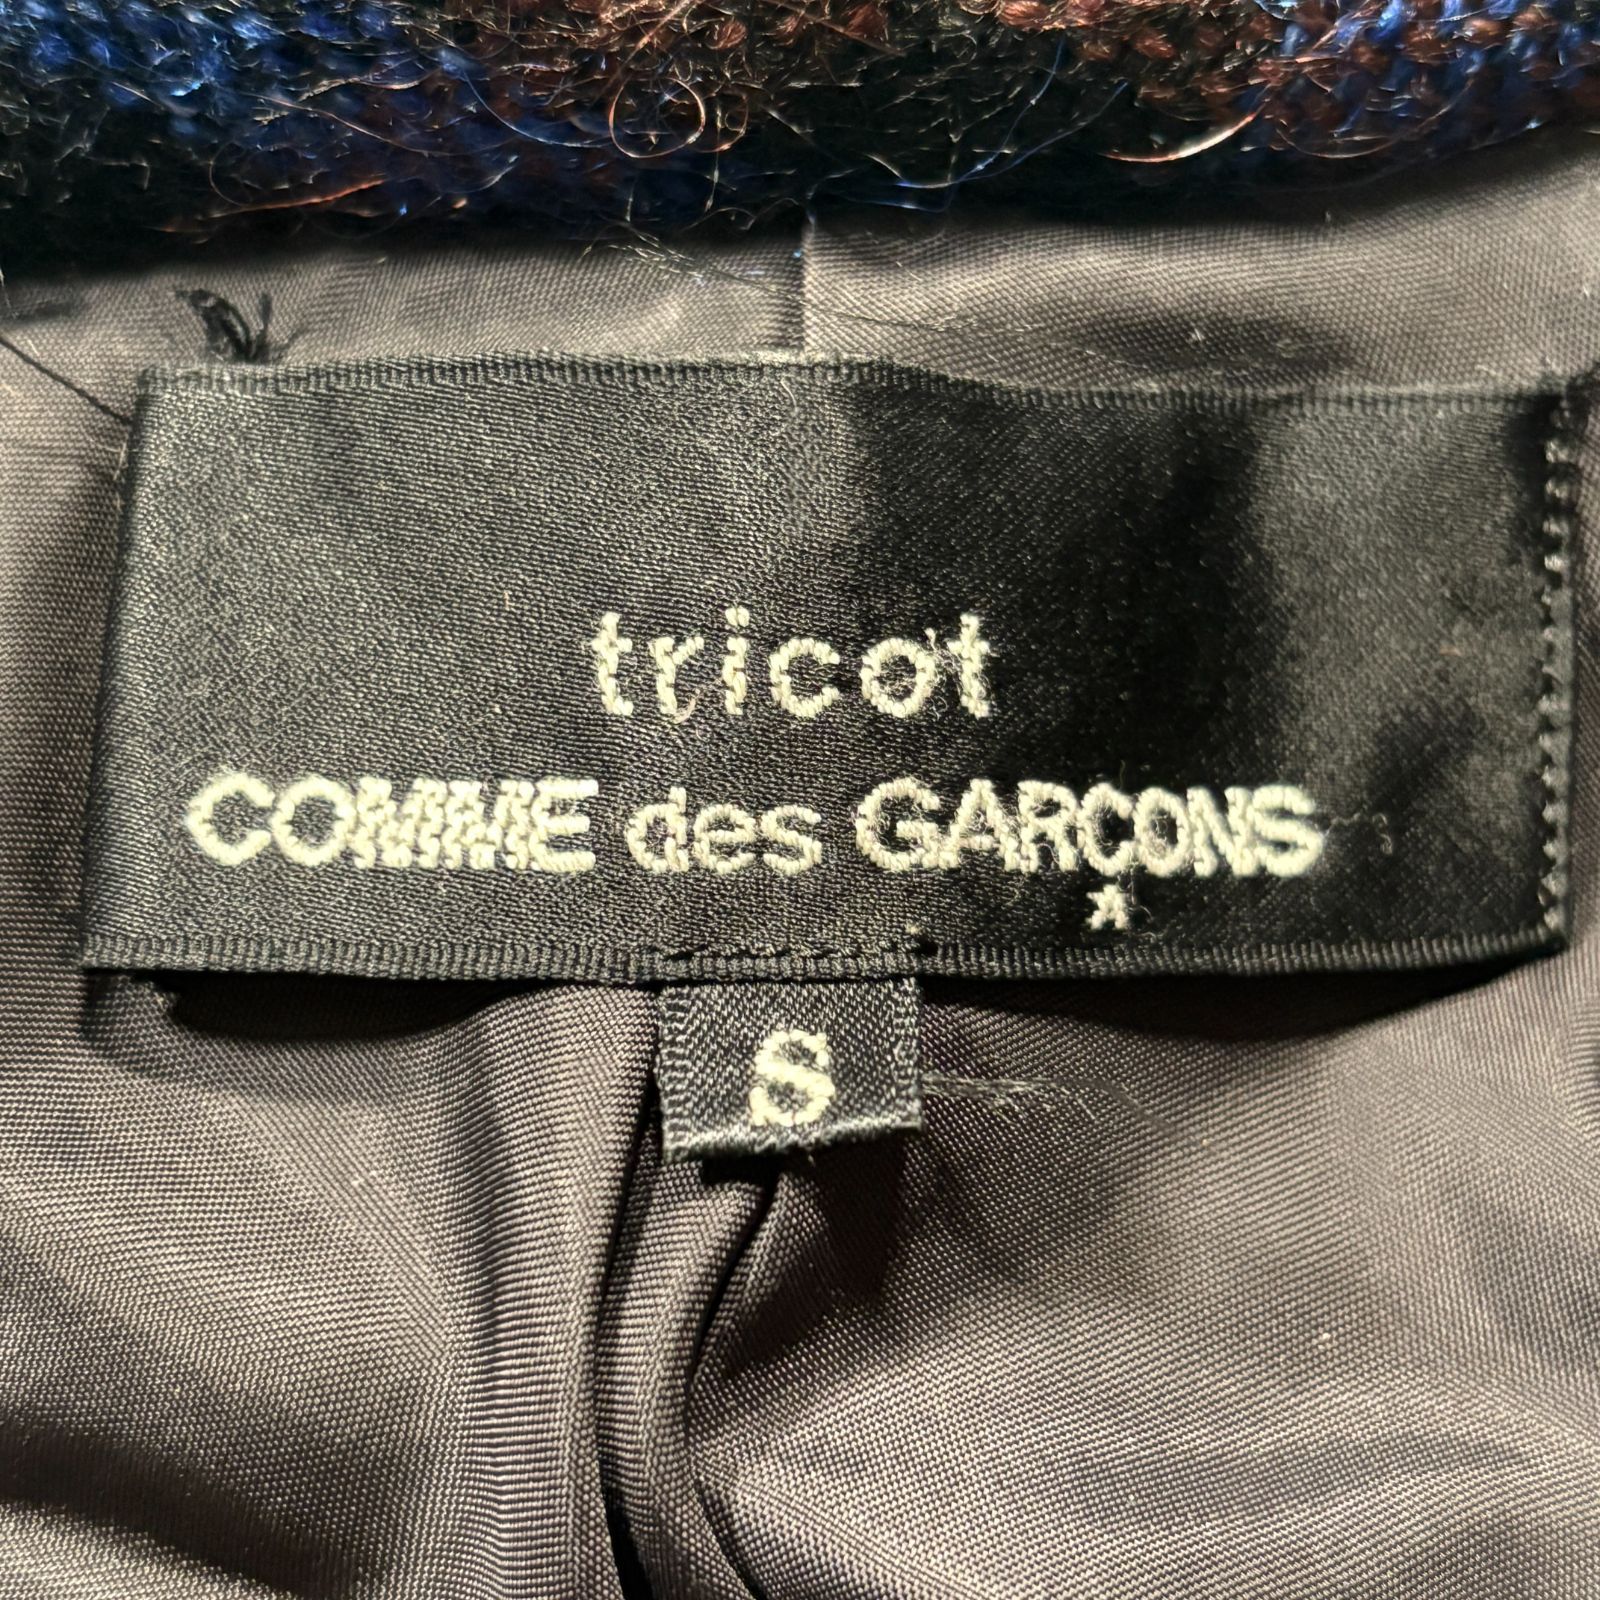 tricot
COMME des GARCONS
★
S